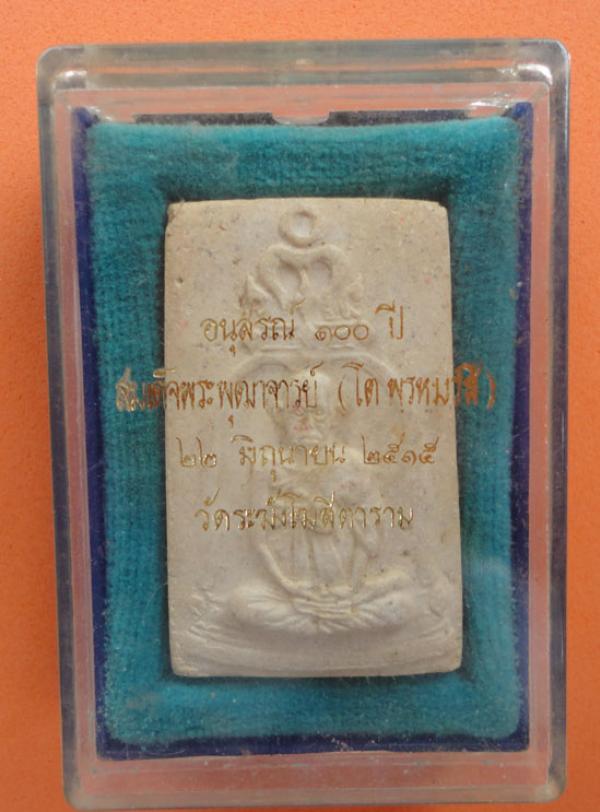 อนุสรณ์ ๑๐๐ ปี
สมเด็จพระพุฒาจารย์ (โต พรหมรังสี)
๒๒ มิถุนายน ๒๕๑๕
วัดระฆังโฆสิตาราม